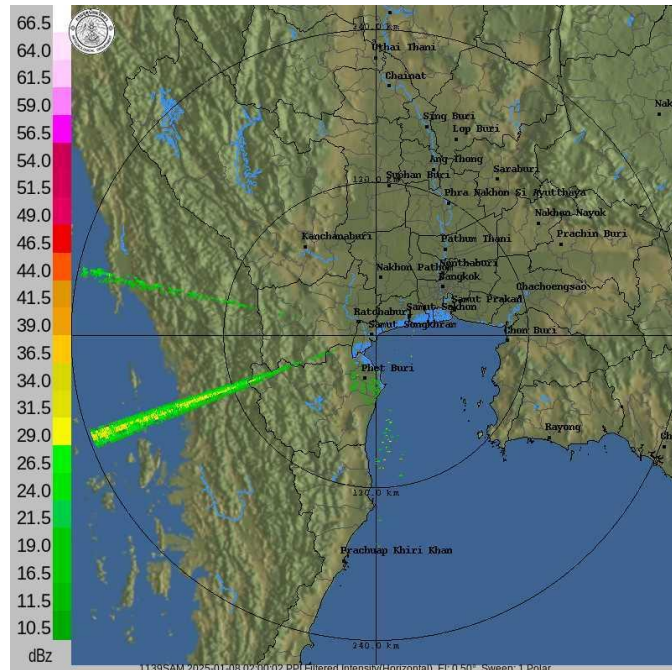 66.5
64.0
61.5
59.0
56.5
54.0
51.5
49.0
46.5
44.0
41.5
39.0
36.5
34.0
31.5
29.0
26.5
24.0
21.5
19.0
16.5
13.5
11.5
10.5
dBz
240.0 km
Uthai Thani
Chainat
Sing Buri
Lop Buri
Ang Thong
Saraburi
120.0 km
Suphan Buri
Phra Nakhon Si Ayutthaya
Nakhon Nayok
Kanchanaburi
Pathum Thani
Prachin Buri
Nonthaburi
Nakhon Pathom
Bangkok
Chachoengsao
Samut Prakan
Samut Sakhon
Ratchaburi
Samut Songkhram
Chon Buri
Phet Buri
Rayong
120.0 km
Prachuap Khiri Khan
240.0 km